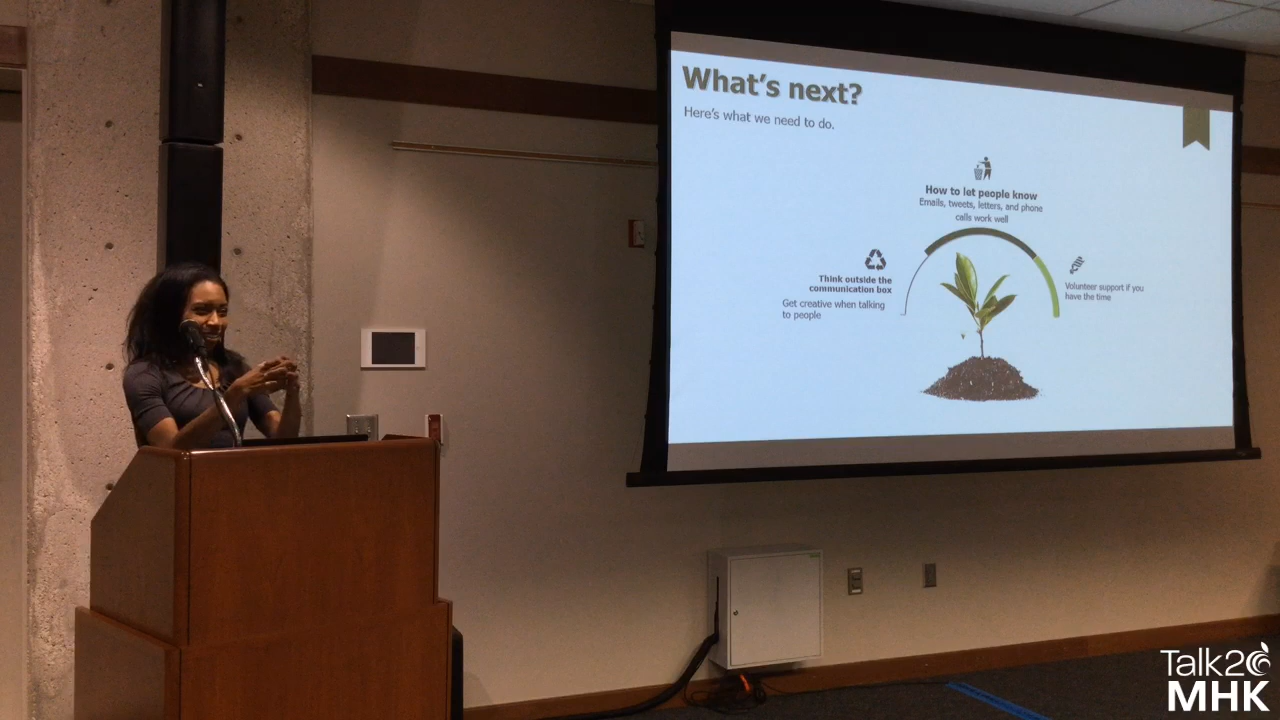 What's next?
Here's what we need to do.
How to let people know
Emails, tweets, letters, and phone
calls work well
Think outside the
communication box
Get creative when talking
to people
Volunteer support if you
have the time
Talk20
MHK